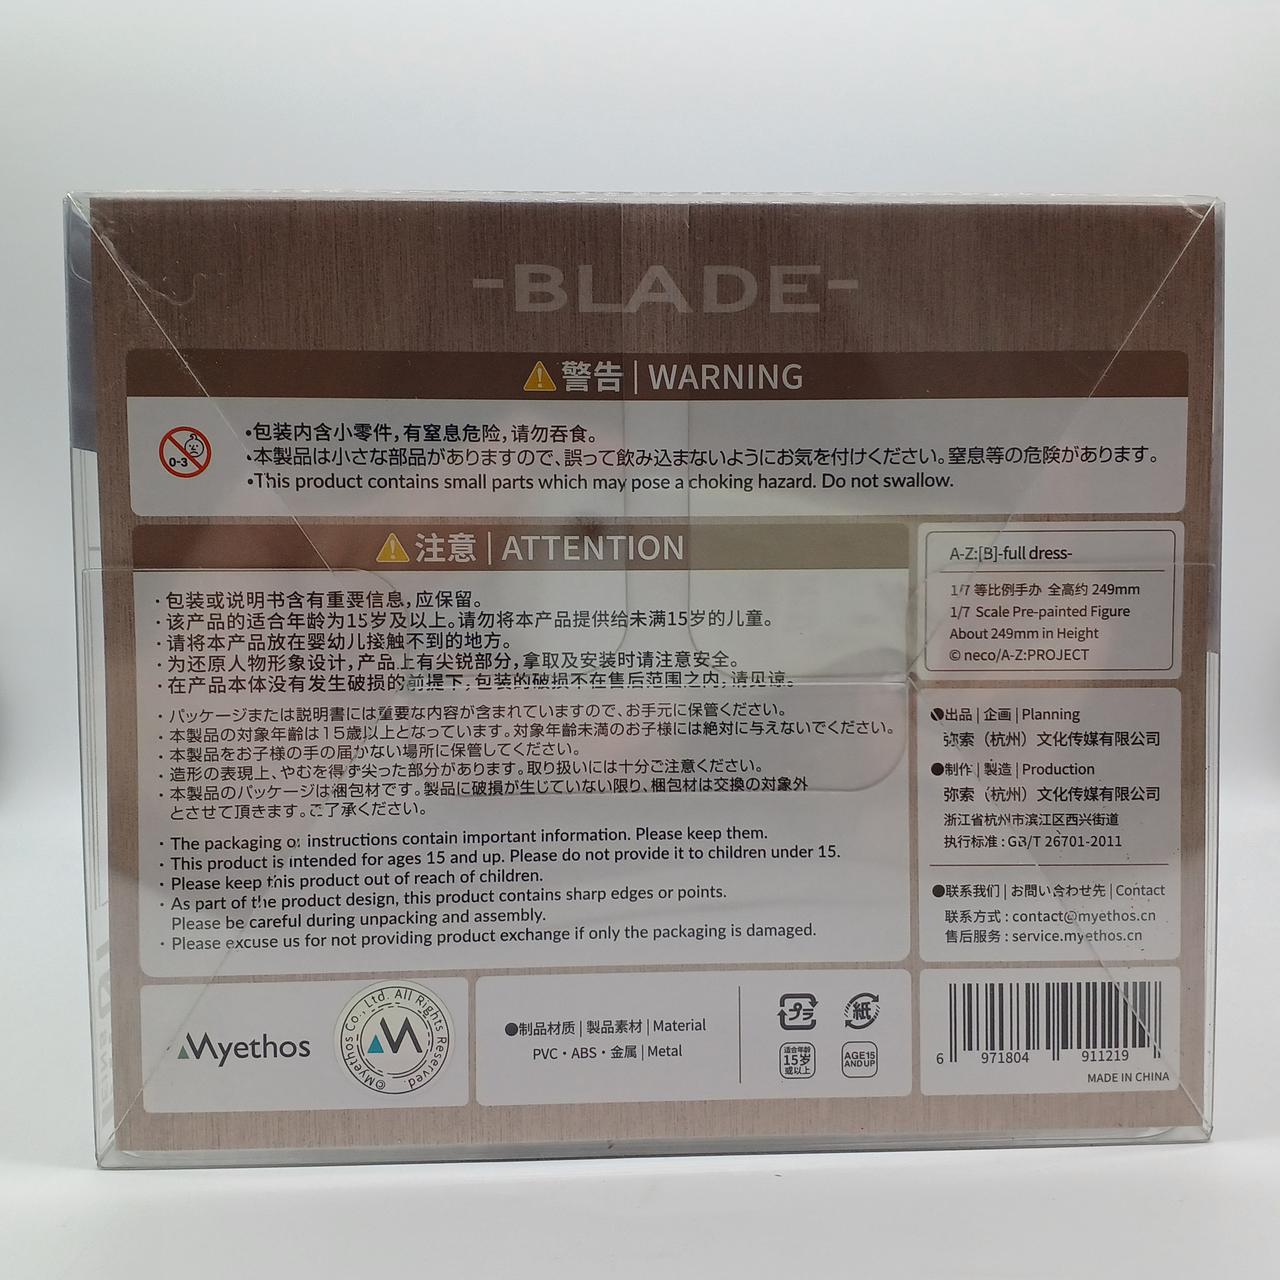 -BLADE-
警告 | WARNING
0-3
•包装内含小零件,有窒息危险,请勿吞食。
•本製品は小さな部品がありますので、誤って飲み込まないようにお気を付けください。窒息等の危険があります。
•This product contains small parts which may pose a choking hazard. Do not swallow.
注意 | ATTENTION
· 包装或说明书含有重要信息,应保留。
· 该产品的适合年龄为15岁及以上。请勿将本产品提供给未满15岁的儿童。
· 请将本产品放在婴幼儿接触不到的地方。
· 为还原人物形象设计,产品上有尖锐部分,拿取及安装时请注意安全。
· 在产品本体没有发生破损的前提下,包装的破损不在售后范围之内,请见谅。
· パッケージまたは説明書には重要な内容が含まれていますので、お手元に保管ください。
· 本製品の対象年齢は15歳以上となっています。対象年齢未満のお子様には絶対に与えないでください。
· 本製品をお子様の手の届かない場所に保管してください。
· 造形の表現上、やむを得ず尖った部分があります。取り扱いには十分ご注意ください。
· 本製品のパッケージは梱包材です。製品に破損が生じていない限り、梱包材は交換の対象外
とさせて頂きます。ご了承ください。
· The packaging or instructions contain important information. Please keep them.
· This product is intended for ages 15 and up. Please do not provide it to children under 15.
· Please keep this product out of reach of children.
· As part of the product design, this product contains sharp edges or points.
Please be careful during unpacking and assembly.
· Please excuse us for not providing product exchange if only the packaging is damaged.
A-Z:[B]-full dress-
1/7 等比例手办 全高约 249mm
1/7 Scale Pre-painted Figure
About 249mm in Height
© neco/A-Z:PROJECT
●出品 | 企画 | Planning
弥索（杭州）文化传媒有限公司
●制作 | 製造 | Production
弥索（杭州）文化传媒有限公司
浙江省杭州市滨江区西兴街道
执行标准 : GB/T 26701-2011
●联系我们 | お問い合わせ先 | Contact
联系方式 : contact@myethos.cn
售后服务 : service.myethos.cn
Myethos
©Myethos Co., Ltd. All Rights Reserved.
●制品材质 | 製品素材 | Material
PVC・ABS・金属 | Metal
プラ
紙
适合年龄
15岁
或以上
AGE15
AND UP
6 971804 911219
MADE IN CHINA